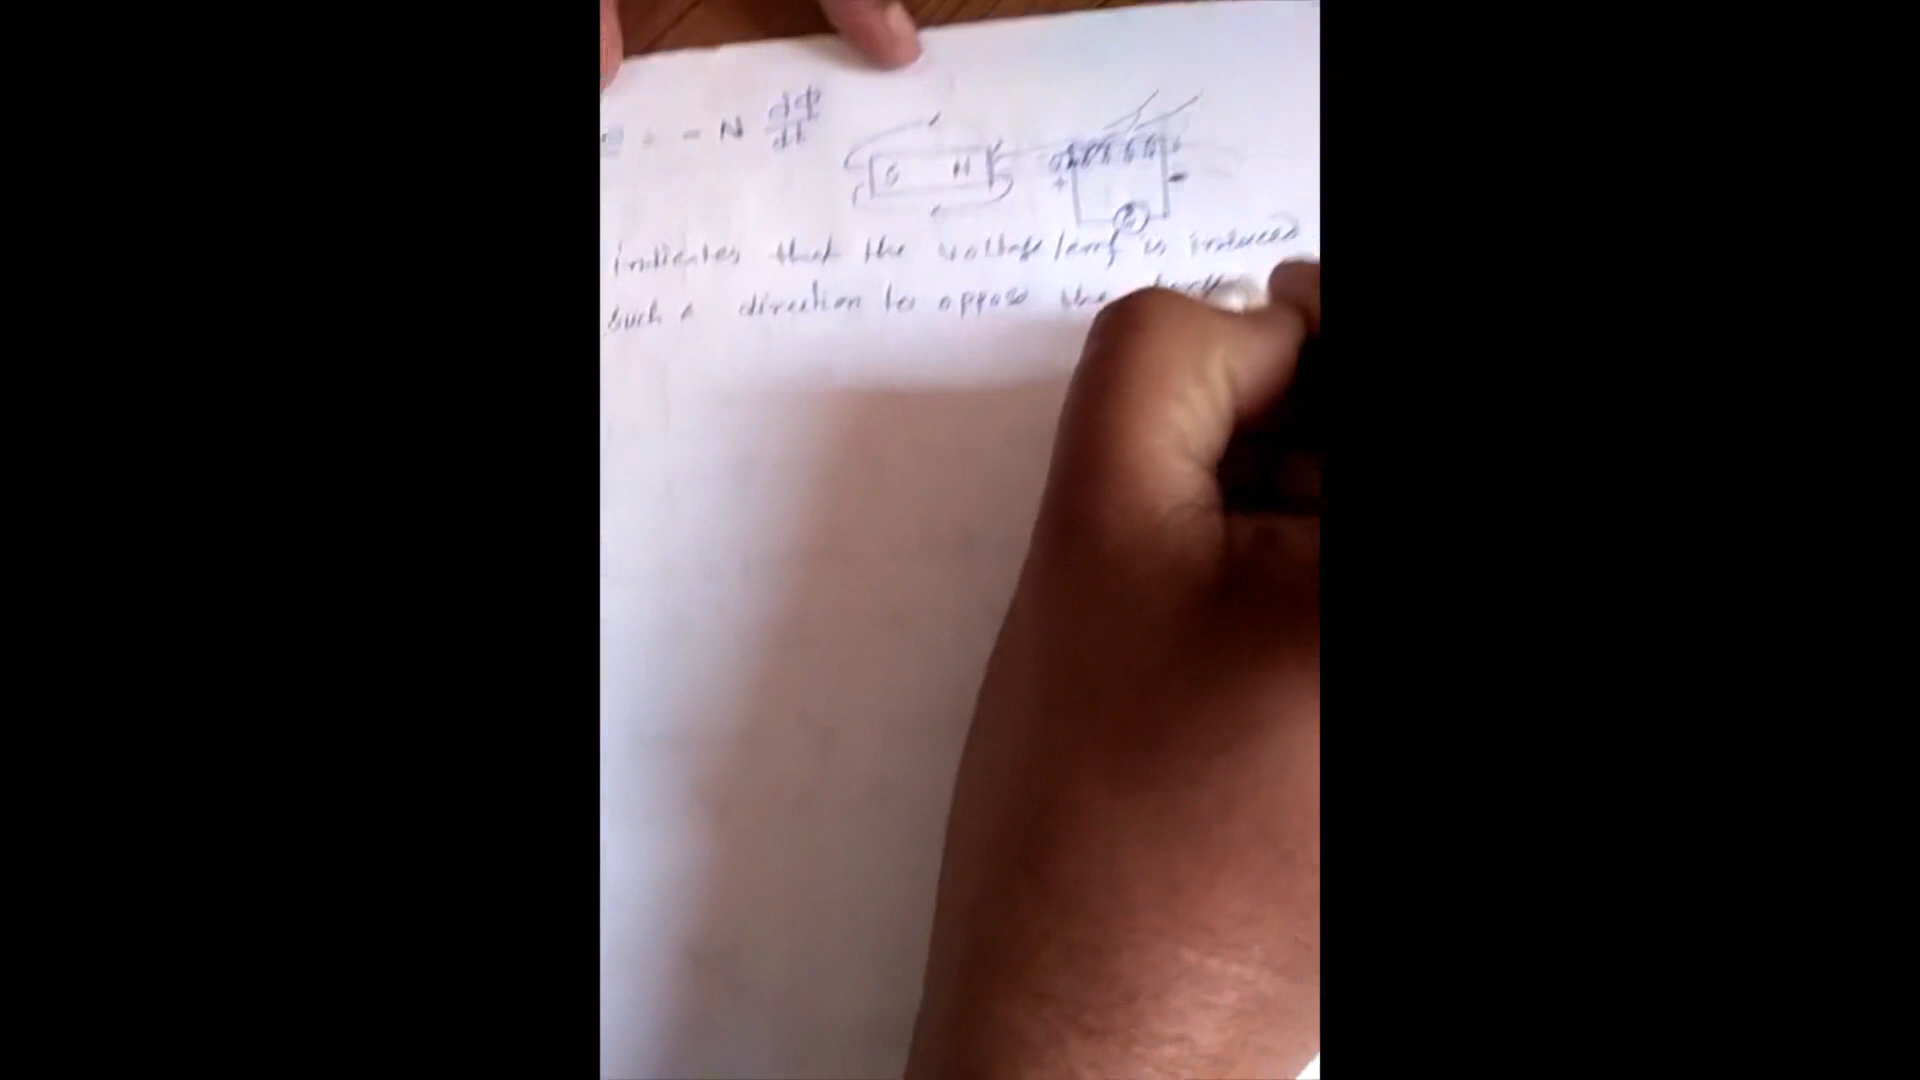 = - N dφ/dt
S N
+ -
indicates that the voltage/emf is induced
such a direction to oppose the